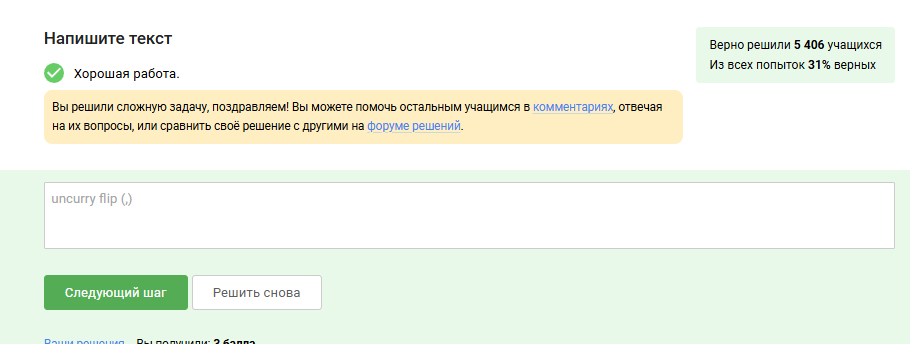 Напишите текст
Верно решили 5 406 учащихся
Из всех попыток 31% верных
Хорошая работа.
Вы решили сложную задачу, поздравляем! Вы можете помочь остальным учащимся в комментариях, отвечая
на их вопросы, или сравнить своё решение с другими на форуме решений.
uncurry flip (,)
Следующий шаг
Решить снова
Ваши решения Вы получили: 3 балла